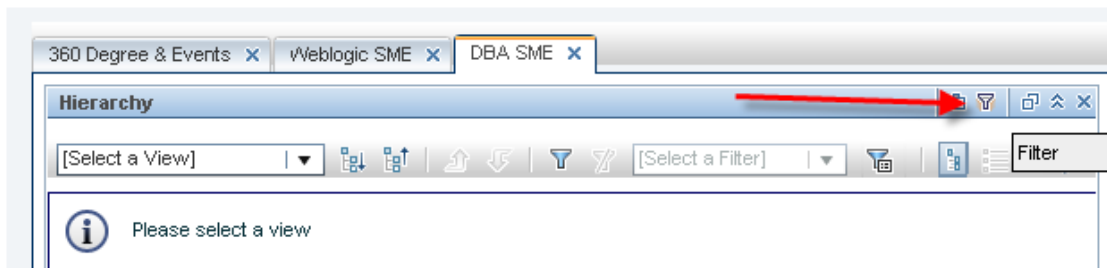 360 Degree & Events Weblogic SME DBA SME
Hierarchy
[Select a View] [Select a Filter] Filter
Please select a view